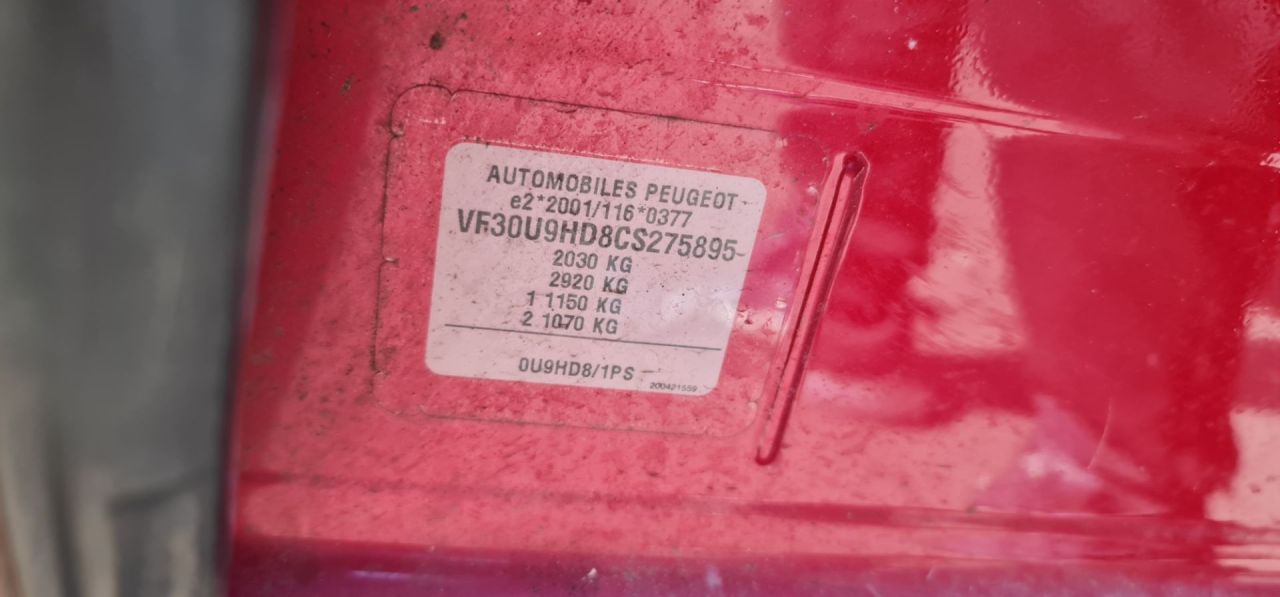 AUTOMOBILES PEUGEOT
e2*2001/116*0377
VF30U9HD8CS275895
2030 KG
2920 KG
1 1150 KG
2 1070 KG
0U9HD8/1PS
200421559